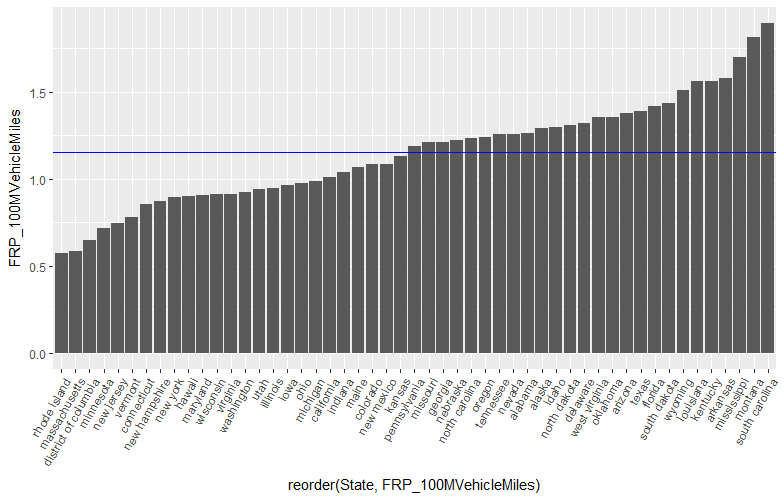 FRP_100MVehicleMiles
1.5
1.0
0.5
0.0
rhode island
massachusetts
district of columbia
minnesota
new jersey
vermont
connecticut
new hampshire
new york
hawaii
maryland
wisconsin
virginia
washington
utah
illinois
iowa
ohio
michigan
california
indiana
maine
colorado
new mexico
kansas
pennsylvania
missouri
georgia
nebraska
north carolina
oregon
tennessee
nevada
alabama
alaska
idaho
north dakota
delaware
west virginia
oklahoma
arizona
texas
florida
south dakota
wyoming
louisiana
kentucky
arkansas
mississippi
montana
south carolina
reorder(State, FRP_100MVehicleMiles)